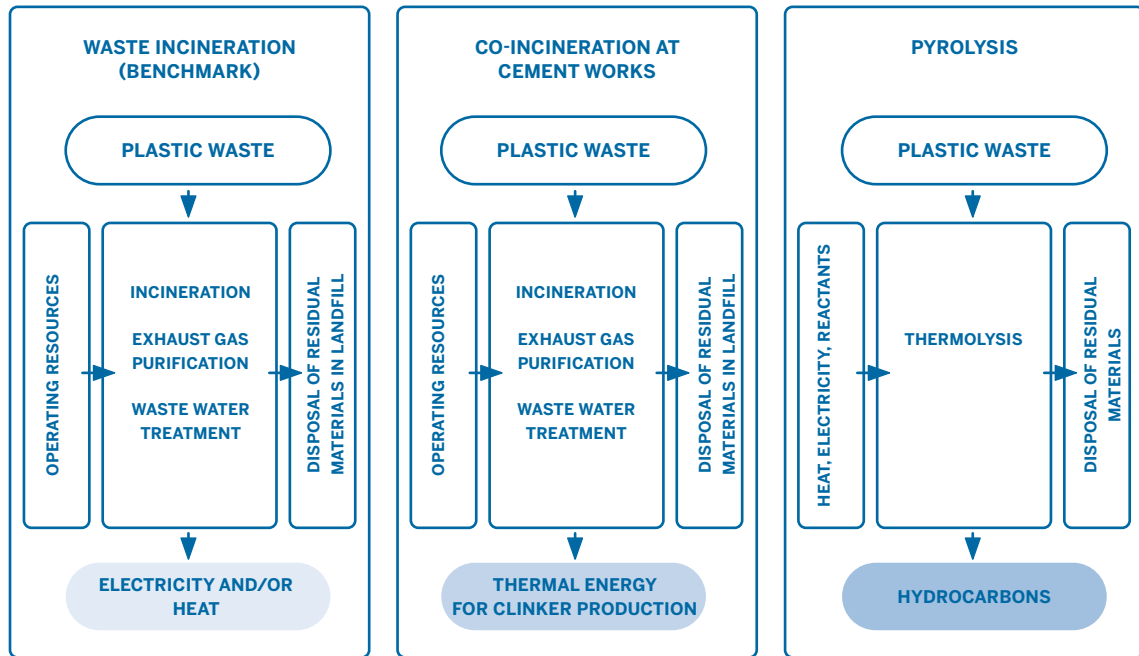 WASTE INCINERATION
(BENCHMARK)
PLASTIC WASTE
OPERATING RESOURCES
INCINERATION
EXHAUST GAS
PURIFICATION
WASTE WATER
TREATMENT
DISPOSAL OF RESIDUAL
MATERIALS IN LANDFILL
ELECTRICITY AND/OR
HEAT
CO-INCINERATION AT
CEMENT WORKS
PLASTIC WASTE
OPERATING RESOURCES
INCINERATION
EXHAUST GAS
PURIFICATION
WASTE WATER
TREATMENT
DISPOSAL OF RESIDUAL
MATERIALS IN LANDFILL
THERMAL ENERGY
FOR CLINKER PRODUCTION
PYROLYSIS
PLASTIC WASTE
HEAT, ELECTRICITY, REACTANTS
THERMOLYSIS
DISPOSAL OF RESIDUAL
MATERIALS
HYDROCARBONS